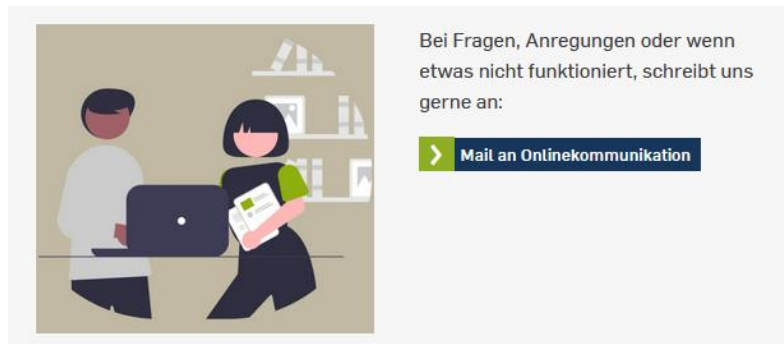 Bei Fragen, Anregungen oder wenn
etwas nicht funktioniert, schreibt uns
gerne an:
Mail an Onlinekommunikation